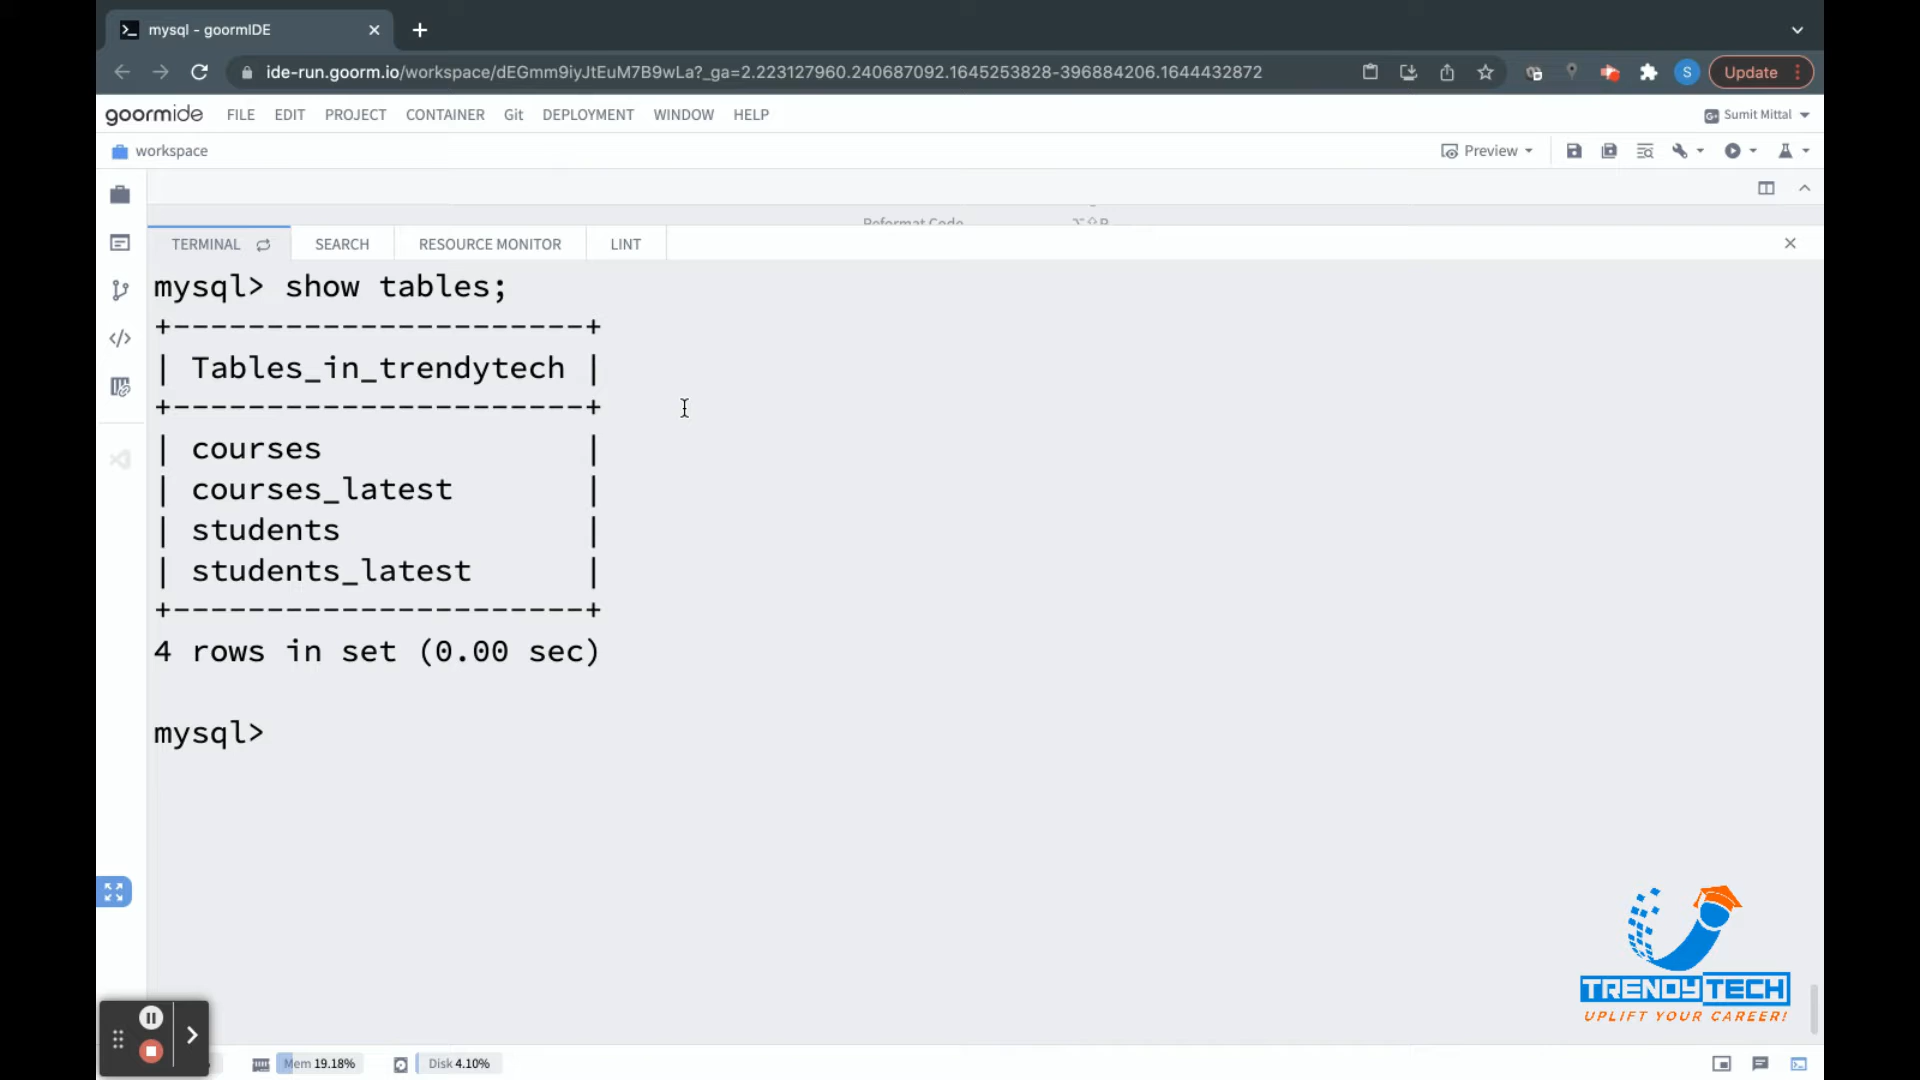 mysql - goormIDE
ide-run.goorm.io/workspace/dEGmm9iyJtEuM7B9wLa?_ga=2.223127960.240687092.1645253828-396884206.1644432872
S
Update
goormide FILE EDIT PROJECT CONTAINER Git DEPLOYMENT WINDOW HELP
Sumit Mittal
workspace
Preview
Reformat Code ⌥⇧R
TERMINAL SEARCH RESOURCE MONITOR LINT
mysql> show tables;
+----------------------+
| Tables_in_trendytech |
+----------------------+
| courses              |
| courses_latest       |
| students             |
| students_latest      |
+----------------------+
4 rows in set (0.00 sec)
mysql>
TRENDYTECH
UPLIFT YOUR CAREER!
Mem 19.18% Disk 4.10%